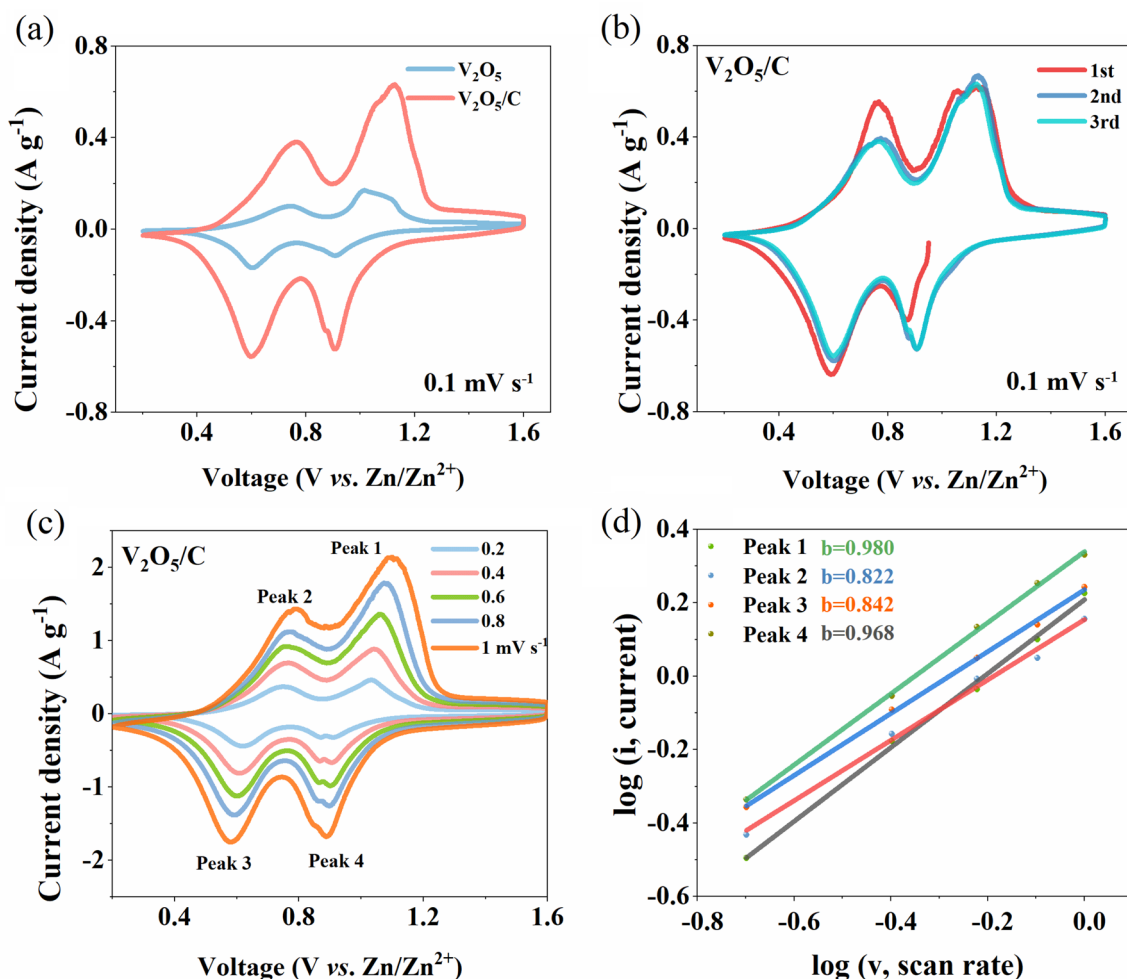 (a)
V₂O₅
V₂O₅/C
0.8
0.4
0.0
-0.4
-0.8
0.4
0.8
1.2
1.6
0.1 mV s⁻¹
Current density (A g⁻¹)
Voltage (V vs. Zn/Zn²⁺)
(b)
V₂O₅/C
1st
2nd
3rd
0.8
0.4
0.0
-0.4
-0.8
0.4
0.8
1.2
1.6
0.1 mV s⁻¹
Current density (A g⁻¹)
Voltage (V vs. Zn/Zn²⁺)
(c)
V₂O₅/C
Peak 1
Peak 2
0.2
0.4
0.6
0.8
1 mV s⁻¹
2
1
0
-1
-2
Peak 3
Peak 4
0.4
0.8
1.2
1.6
Current density (A g⁻¹)
Voltage (V vs. Zn/Zn²⁺)
(d)
Peak 1 b=0.980
Peak 2 b=0.822
Peak 3 b=0.842
Peak 4 b=0.968
0.4
0.2
0.0
-0.2
-0.4
-0.6
-0.8
-0.6
-0.4
-0.2
0.0
log (i, current)
log (v, scan rate)